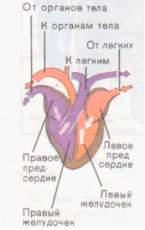 От органов тела
К органам тела
От легких
К легким
Правое
пред-
сердие
Левое
пред
сердие
Левый
желудочек
Правый
желудочек